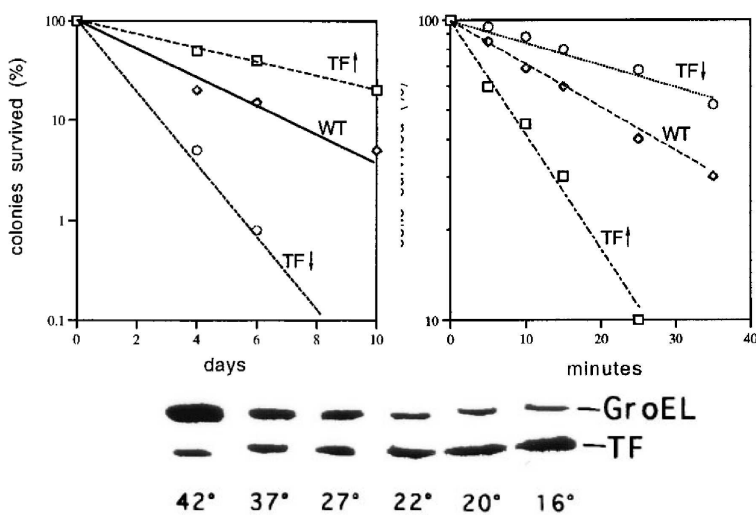 colonies survived (%)
100
10
1
0.1
0
2
4
6
8
10
days
TF↑
WT
TF↓
survived
100
10
0
10
20
30
40
minutes
TF↓
WT
TF↑
GroEL
TF
42° 37° 27° 22° 20° 16°